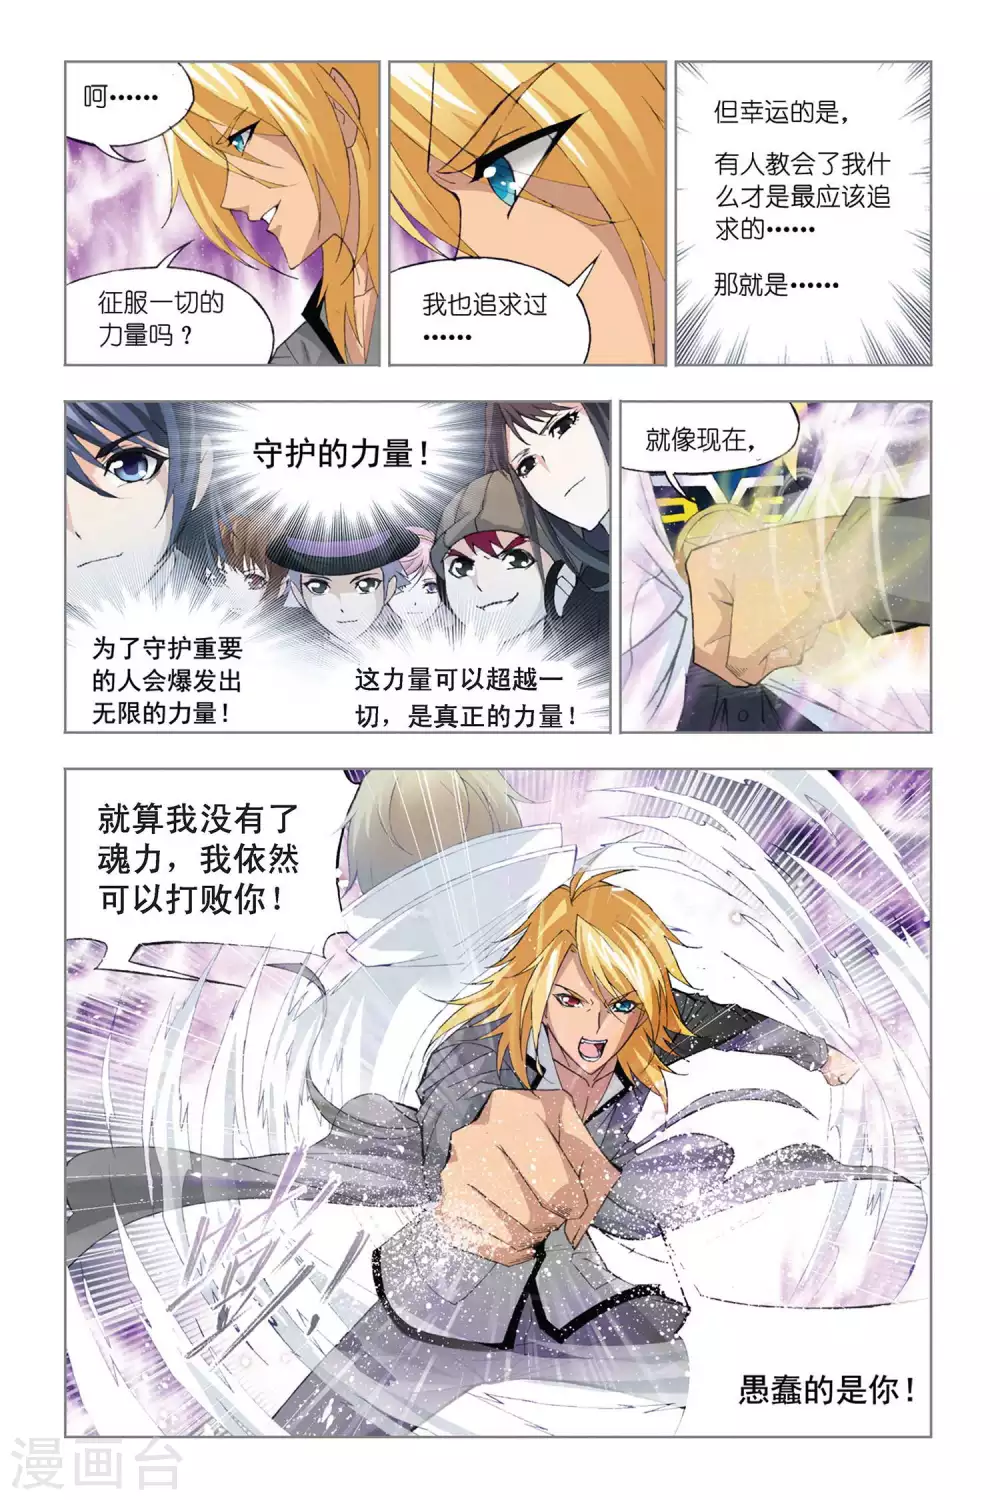 呵……
征服一切的
力量吗？
我也追求过
……
但幸运的是，
有人教会了我什
么才是最应该追
求的……
那就是……
守护的力量！
为了守护重要
的人会爆发出
无限的力量！
这力量可以超越一
切，是真正的力量！
就像现在，
就算我没有了
魂力，我依然
可以打败你！
愚蠢的是你！
漫画台